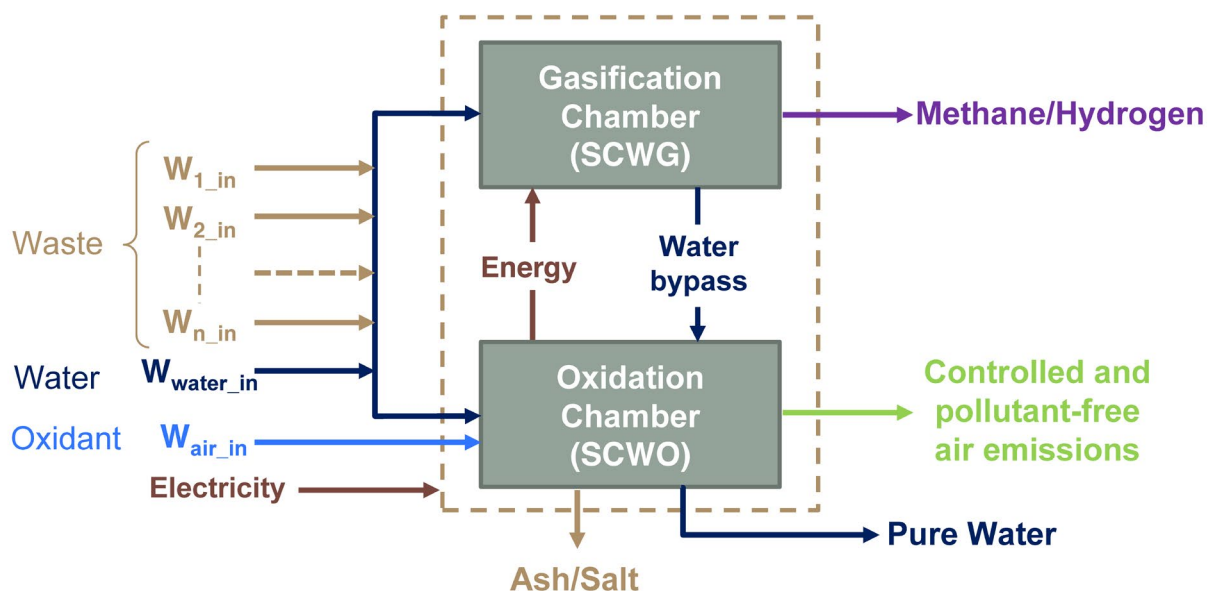 Gasification
Chamber
(SCWG)
Methane/Hydrogen
Waste
W1_in
W2_in
Wn_in
Energy
Water
bypass
Water
Wwater_in
Oxidant
Wair_in
Electricity
Oxidation
Chamber
(SCWO)
Controlled and
pollutant-free
air emissions
Pure Water
Ash/Salt